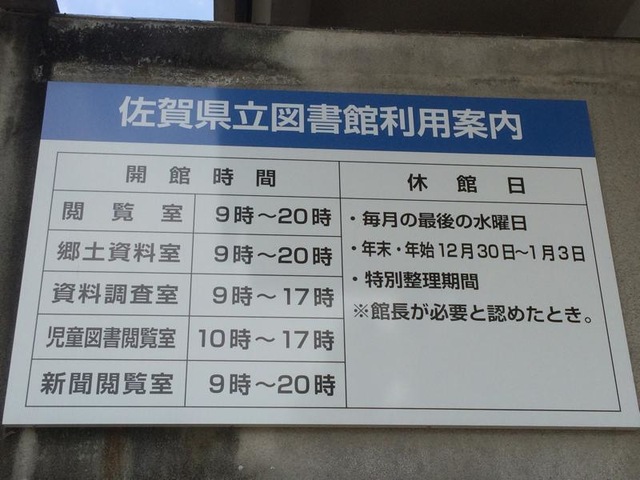 佐賀県立図書館利用案内
開館時間
閲覧室 9時〜20時
郷土資料室 9時〜20時
資料調査室 9時〜17時
児童図書閲覧室 10時〜17時
新聞閲覧室 9時〜20時
休館日
・毎月の最後の水曜日
・年末・年始12月30日〜1月3日
・特別整理期間
※館長が必要と認めたとき。